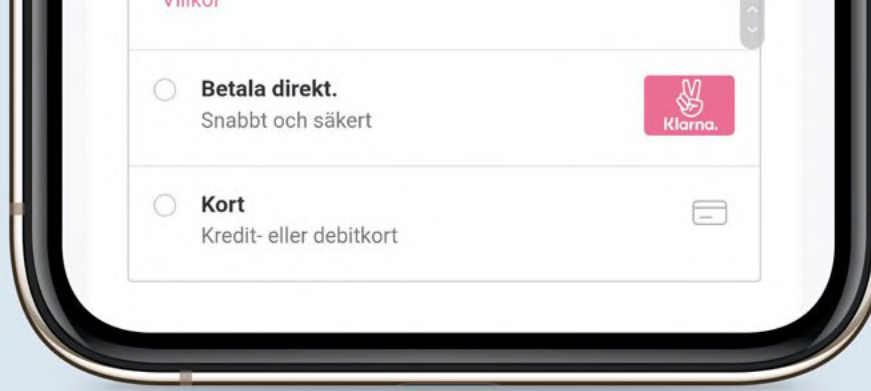 Villkor
Betala direkt.
Snabbt och säkert
Klarna.
Kort
Kredit- eller debitkort